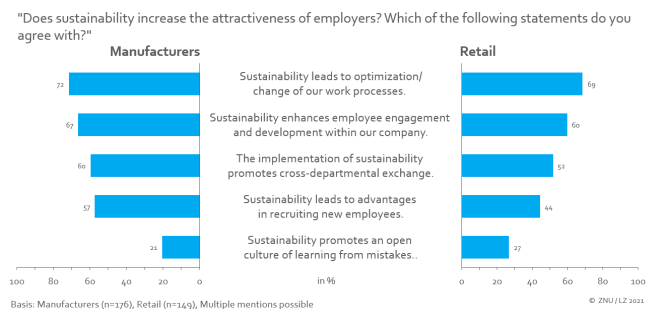 "Does sustainability increase the attractiveness of employers? Which of the following statements do you
agree with?"
Manufacturers
Retail
72
Sustainability leads to optimization/
change of our work processes.
69
67
Sustainability enhances employee engagement
and development within our company.
60
60
The implementation of sustainability
promotes cross-departmental exchange.
52
57
Sustainability leads to advantages
in recruiting new employees.
44
21
Sustainability promotes an open
culture of learning from mistakes..
27
100 80 60 40 20 0
in %
0 20 40 60 80 100
Basis: Manufacturers (n=176), Retail (n=149), Multiple mentions possible
© ZNU / LZ 2021